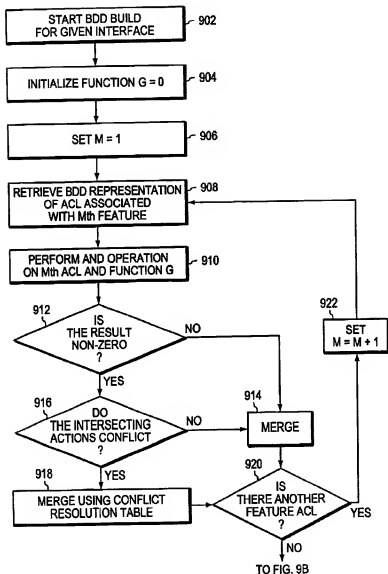 START BDD BUILD
FOR GIVEN INTERFACE
902
INITIALIZE FUNCTION G = 0
904
SET M = 1
906
RETRIEVE BDD REPRESENTATION
OF ACL ASSOCIATED
WITH Mth FEATURE
908
PERFORM AND OPERATION
ON Mth ACL AND FUNCTION G
910
912
IS
THE RESULT
NON-ZERO
?
NO
YES
922
SET
M = M + 1
916
DO
THE INTERSECTING
ACTIONS CONFLICT
?
NO
YES
914
MERGE
918
MERGE USING CONFLICT
RESOLUTION TABLE
920
IS
THERE ANOTHER
FEATURE ACL
?
YES
NO
TO FIG. 9B